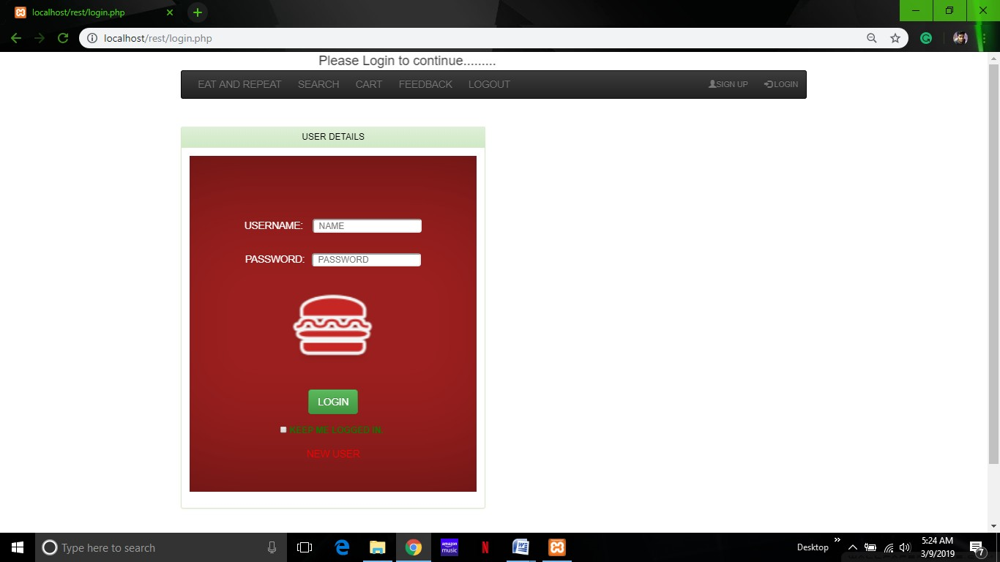 localhost/rest/login.php
localhost/rest/login.php
Please Login to continue.........
EAT AND REPEAT SEARCH CART FEEDBACK LOGOUT SIGN UP LOGIN
USER DETAILS
USERNAME: NAME
PASSWORD: PASSWORD
LOGIN
KEEP ME LOGGED IN.
NEW USER
Type here to search
amazon music
N
W
Desktop
5:24 AM
3/9/2019
7